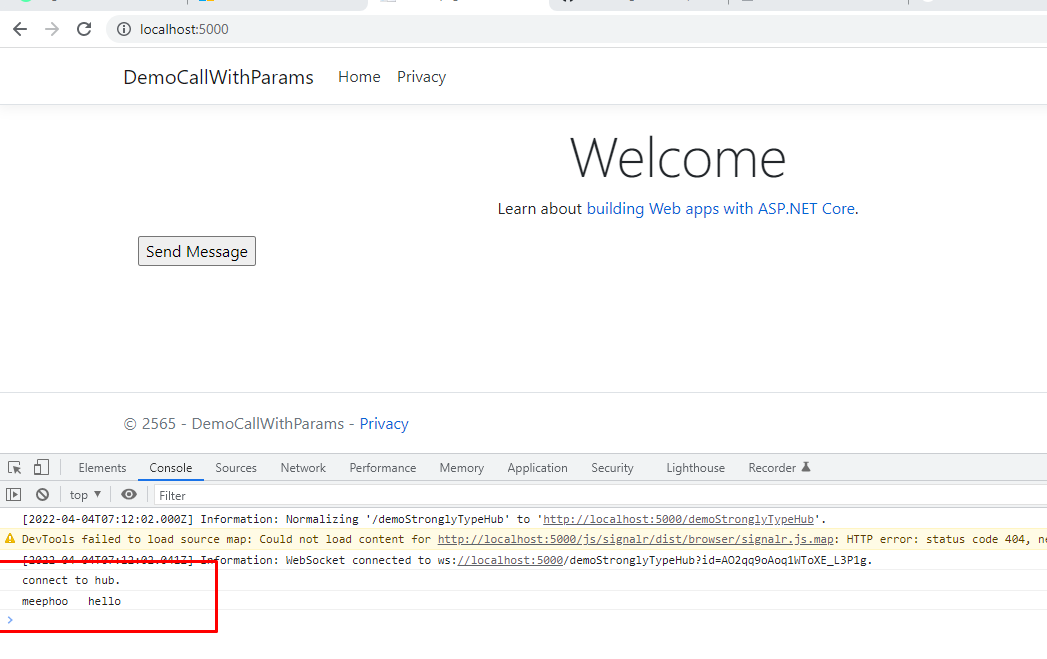 localhost:5000
DemoCallWithParams Home Privacy
Welcome
Learn about building Web apps with ASP.NET Core.
Send Message
© 2565 - DemoCallWithParams - Privacy
Elements Console Sources Network Performance Memory Application Security Lighthouse Recorder
top ▼ Filter
[2022-04-04T07:12:02.000Z] Information: Normalizing '/demoStronglyTypeHub' to 'http://localhost:5000/demoStronglyTypeHub'.
DevTools failed to load source map: Could not load content for http://localhost:5000/js/signalr/dist/browser/signalr.js.map: HTTP error: status code 404, ne
[2022-04-04T07:12:02.041Z] Information: WebSocket connected to ws://localhost:5000/demoStronglyTypeHub?id=AO2qq9oAoq1WToXE_L3P1g.
connect to hub.
meephoo hello
>